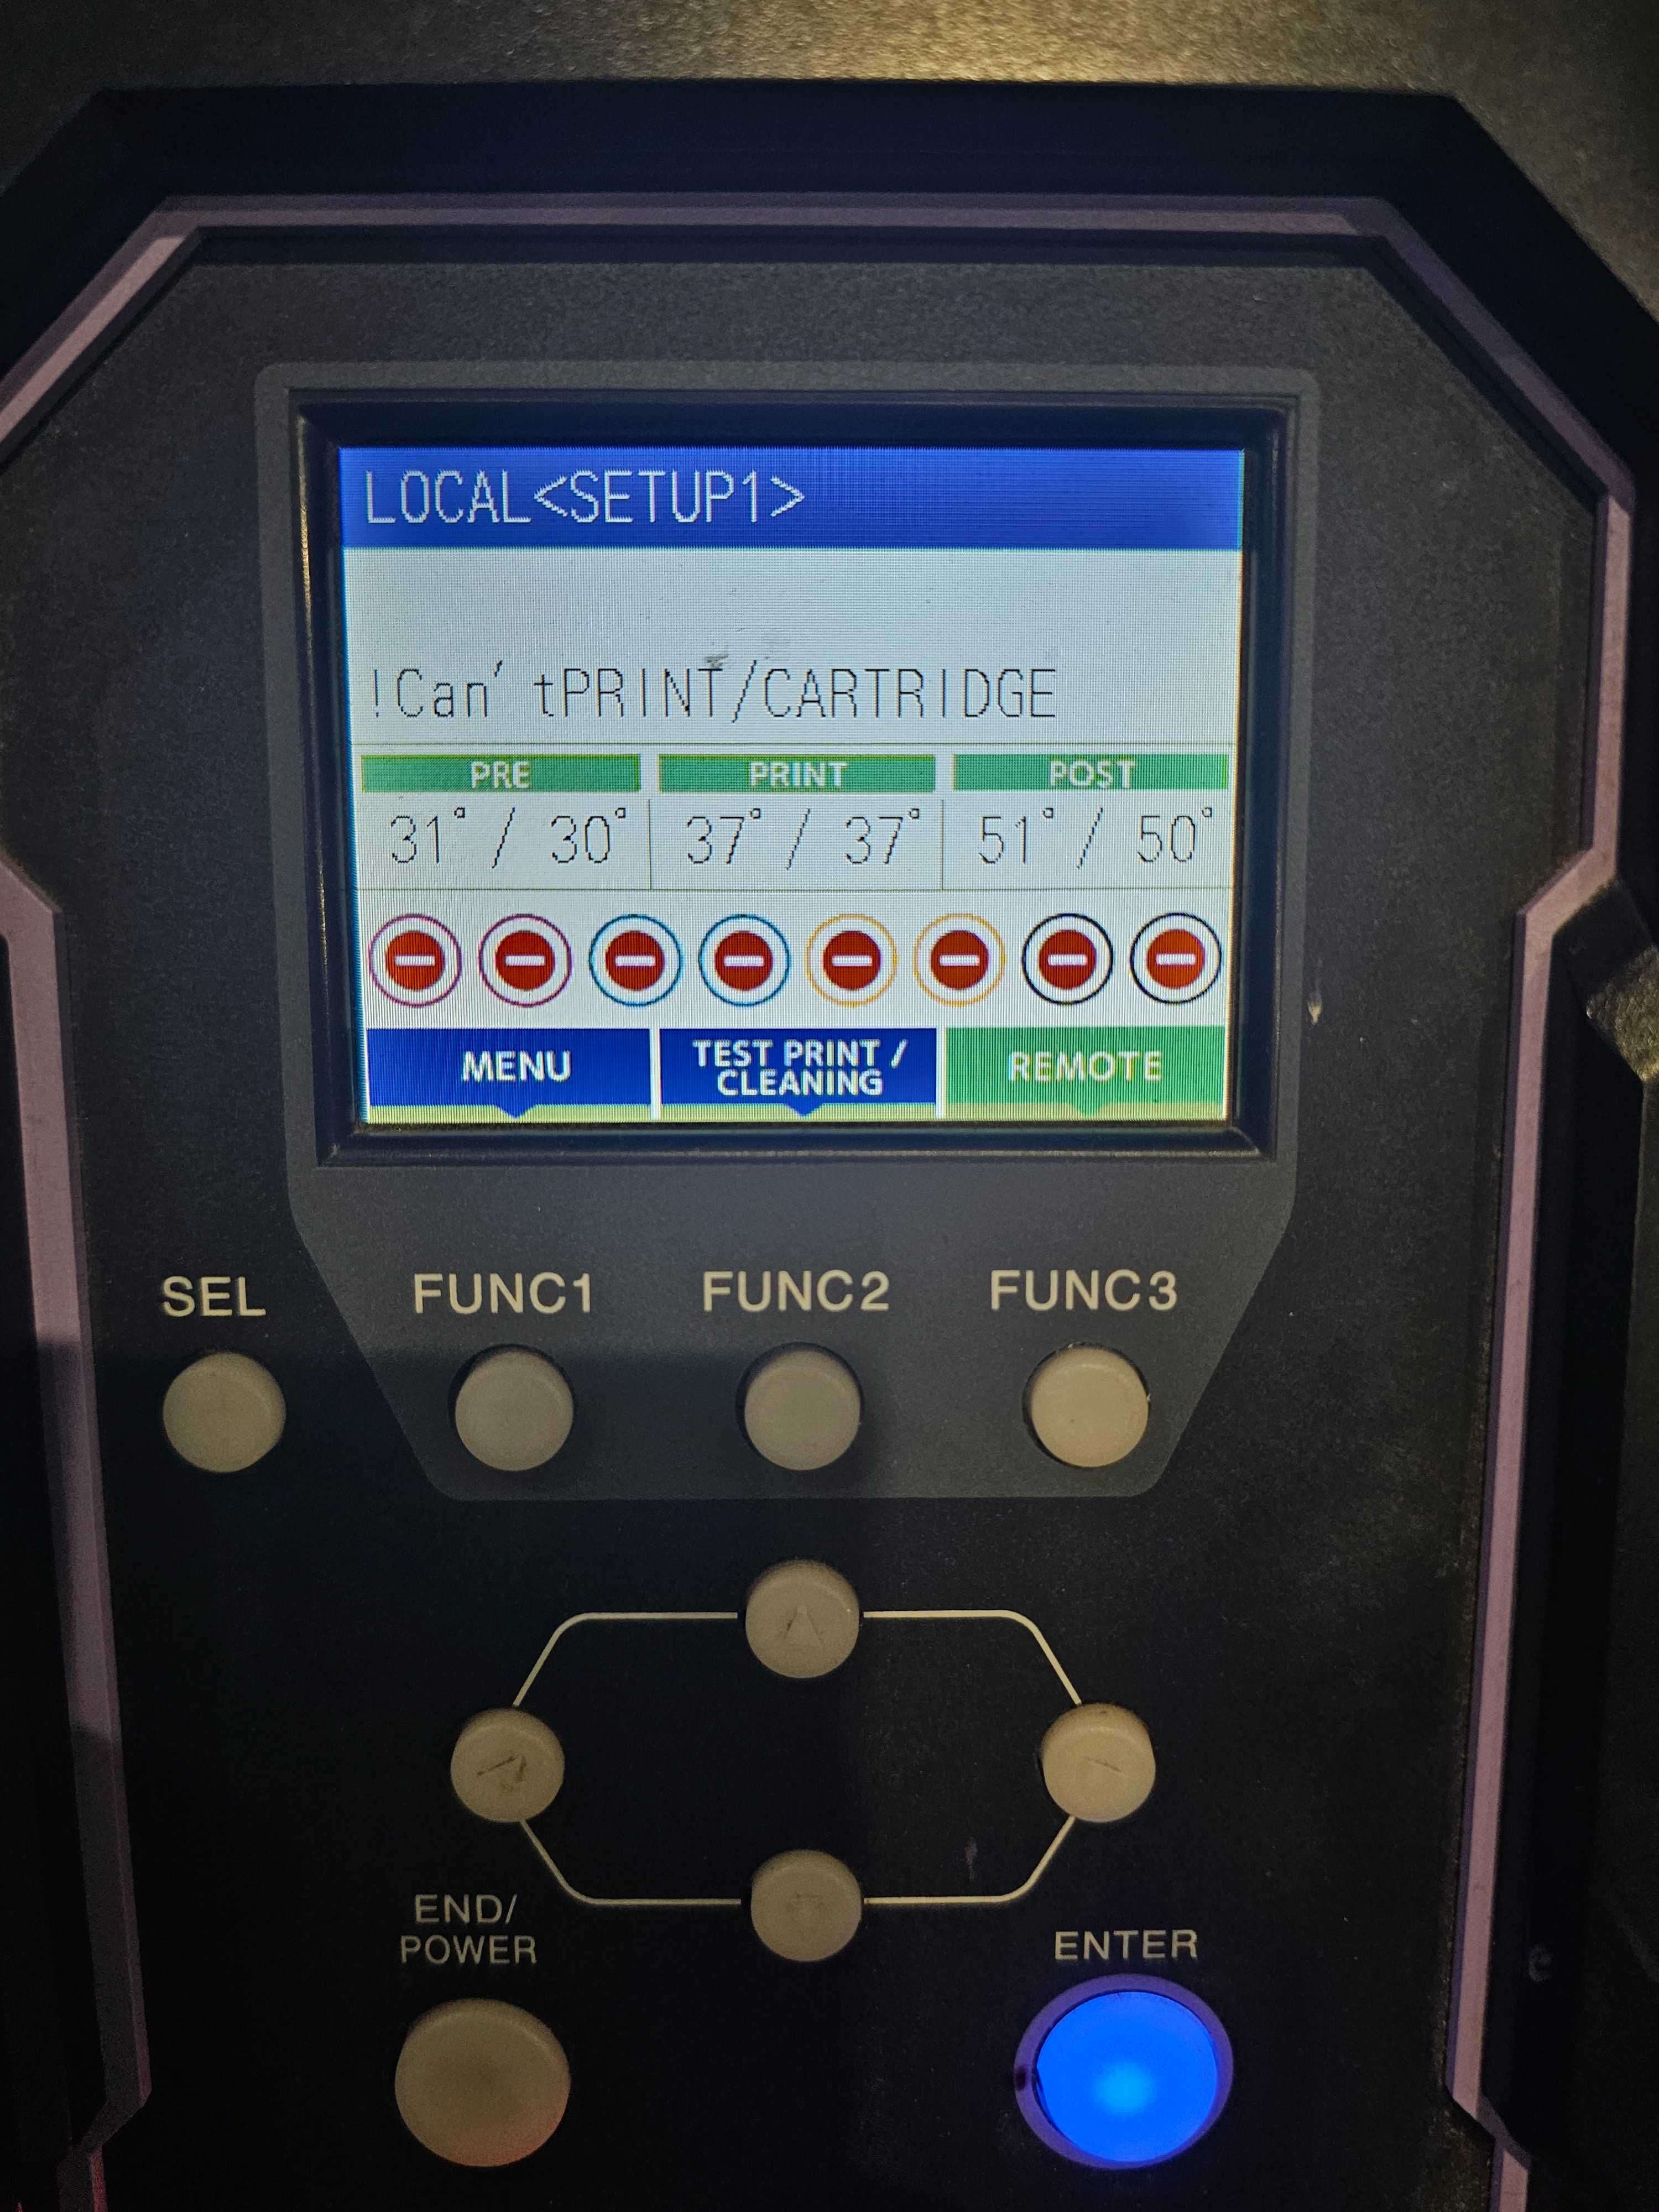 LOCAL<SETUP1>
!Can'tPRINT/CARTRIDGE
PRE PRINT POST
31° / 30° 37° / 37° 51° / 50°
MENU TEST PRINT / CLEANING REMOTE
SEL FUNC1 FUNC2 FUNC3
END/
POWER
ENTER